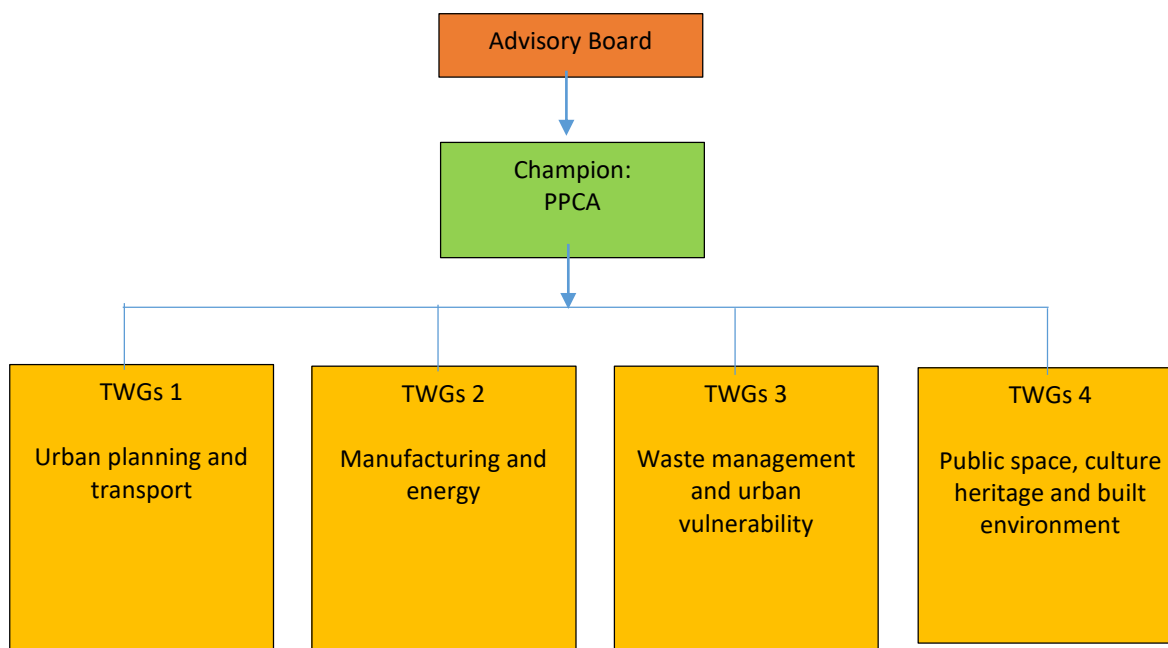 Advisory Board
Champion:
PPCA
TWGs 1
Urban planning and
transport
TWGs 2
Manufacturing and
energy
TWGs 3
Waste management
and urban
vulnerability
TWGs 4
Public space, culture
heritage and built
environment